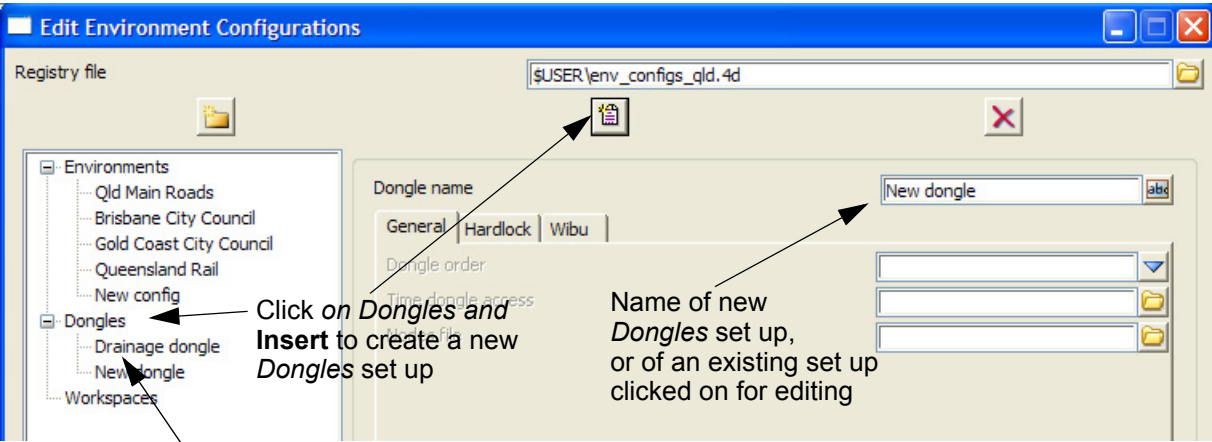 Edit Environment Configurations
Registry file
$USER\env_configs_qld.4d
Environments
Qld Main Roads
Brisbane City Council
Gold Coast City Council
Queensland Rail
New config
Dongles
Drainage dongle
New dongle
Workspaces
Dongle name
New dongle
abc
General
Hardlock
Wibu
Dongle order
Time dongle access
Nodes file
Click on Dongles and
Insert to create a new
Dongles set up
Name of new
Dongles set up,
or of an existing set up
clicked on for editing